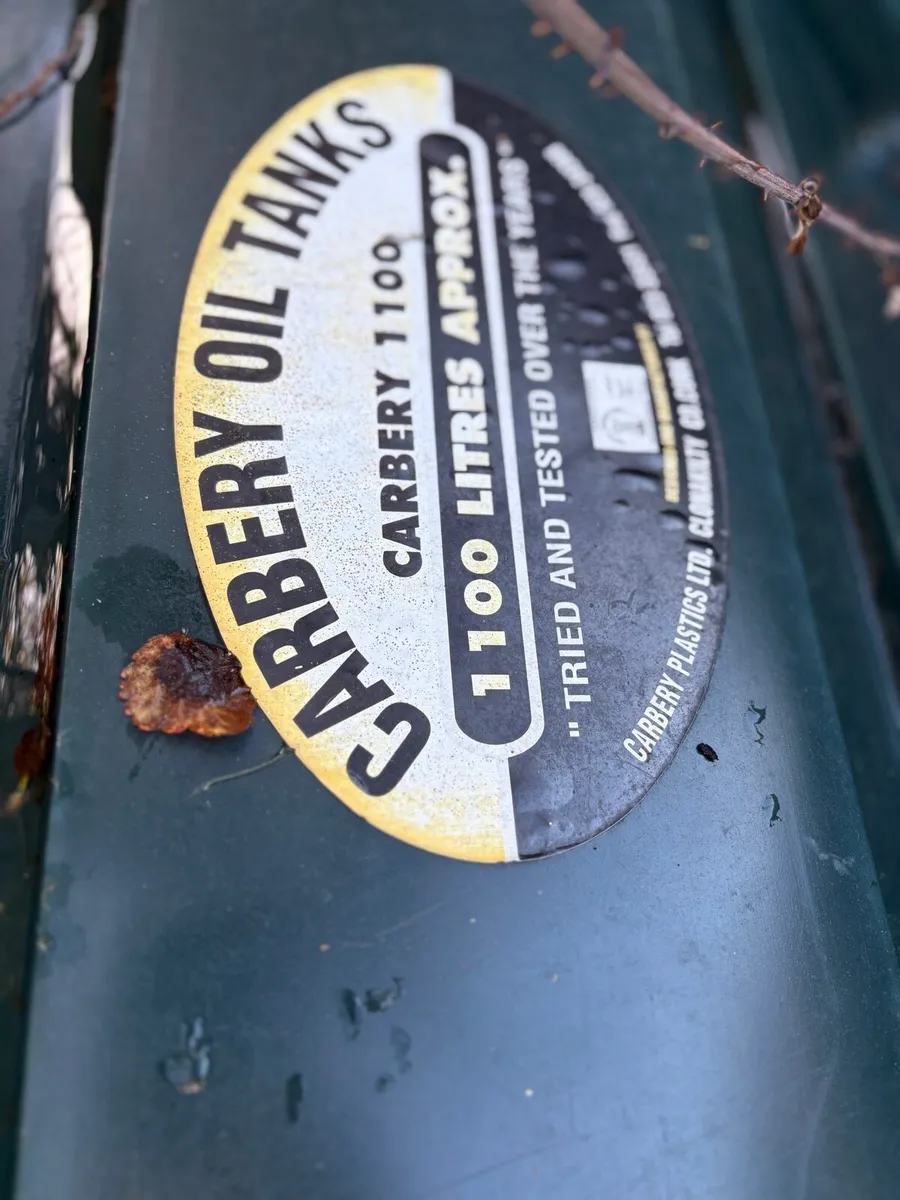 CARBERY OIL TANKS
CARBERY 1100
1100 LITRES APPROX.
" TRIED AND TESTED OVER THE YEARS "
CARBERY PLASTICS LTD. CLONAKILTY CO.CORK